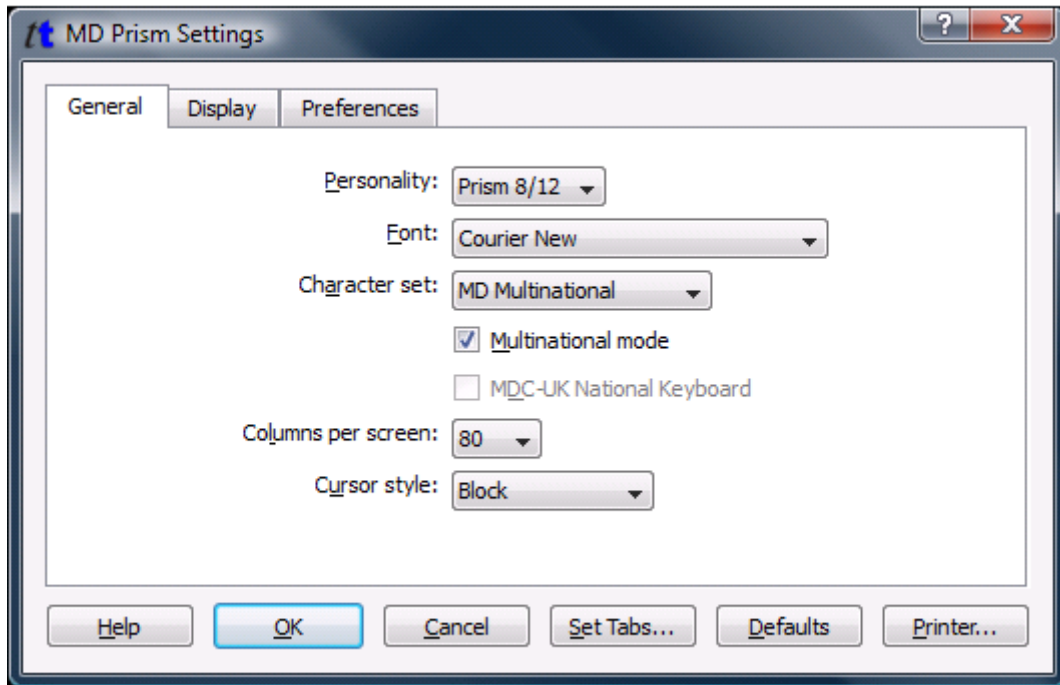 tt MD Prism Settings
General Display Preferences
Personality: Prism 8/12
Font: Courier New
Character set: MD Multinational
Multinational mode
MDC-UK National Keyboard
Columns per screen: 80
Cursor style: Block
Help OK Cancel Set Tabs... Defaults Printer...